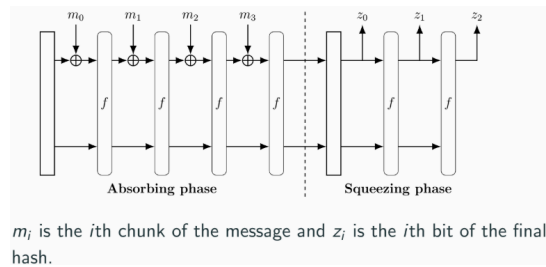 m₀ m₁ m₂ m₃ z₀ z₁ z₂
f f f f f f
Absorbing phase Squeezing phase
mᵢ is the ith chunk of the message and zᵢ is the ith bit of the final
hash.